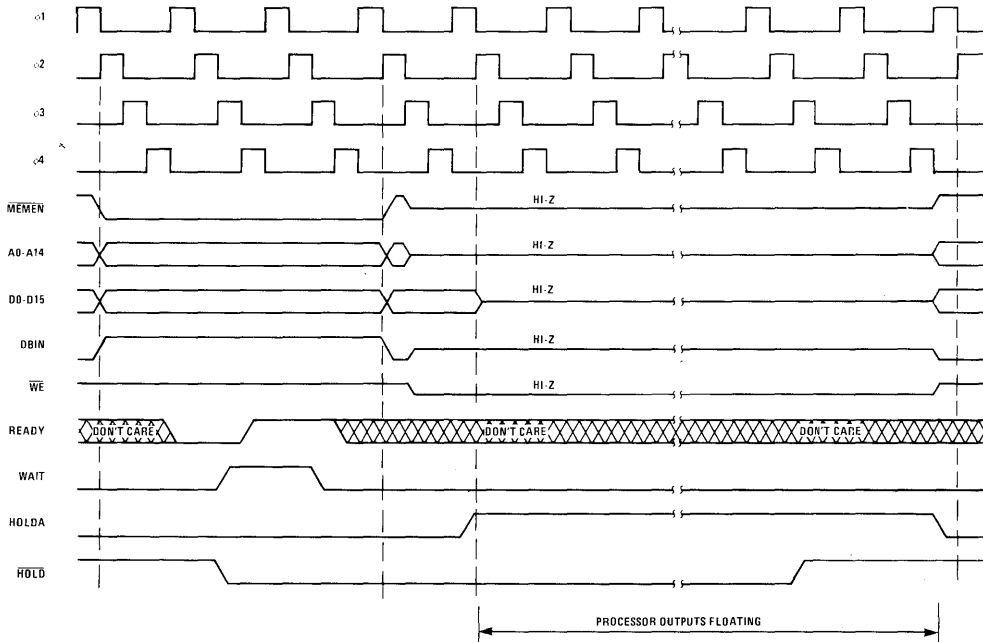 φ1
φ2
φ3
φ4
MEMEN
HI-Z
A0-A14
HI-Z
D0-D15
HI-Z
DBIN
HI-Z
WE
HI-Z
READY
DON'T CARE
DON'T CARE
DON'T CARE
WAIT
HOLDA
HOLD
PROCESSOR OUTPUTS FLOATING